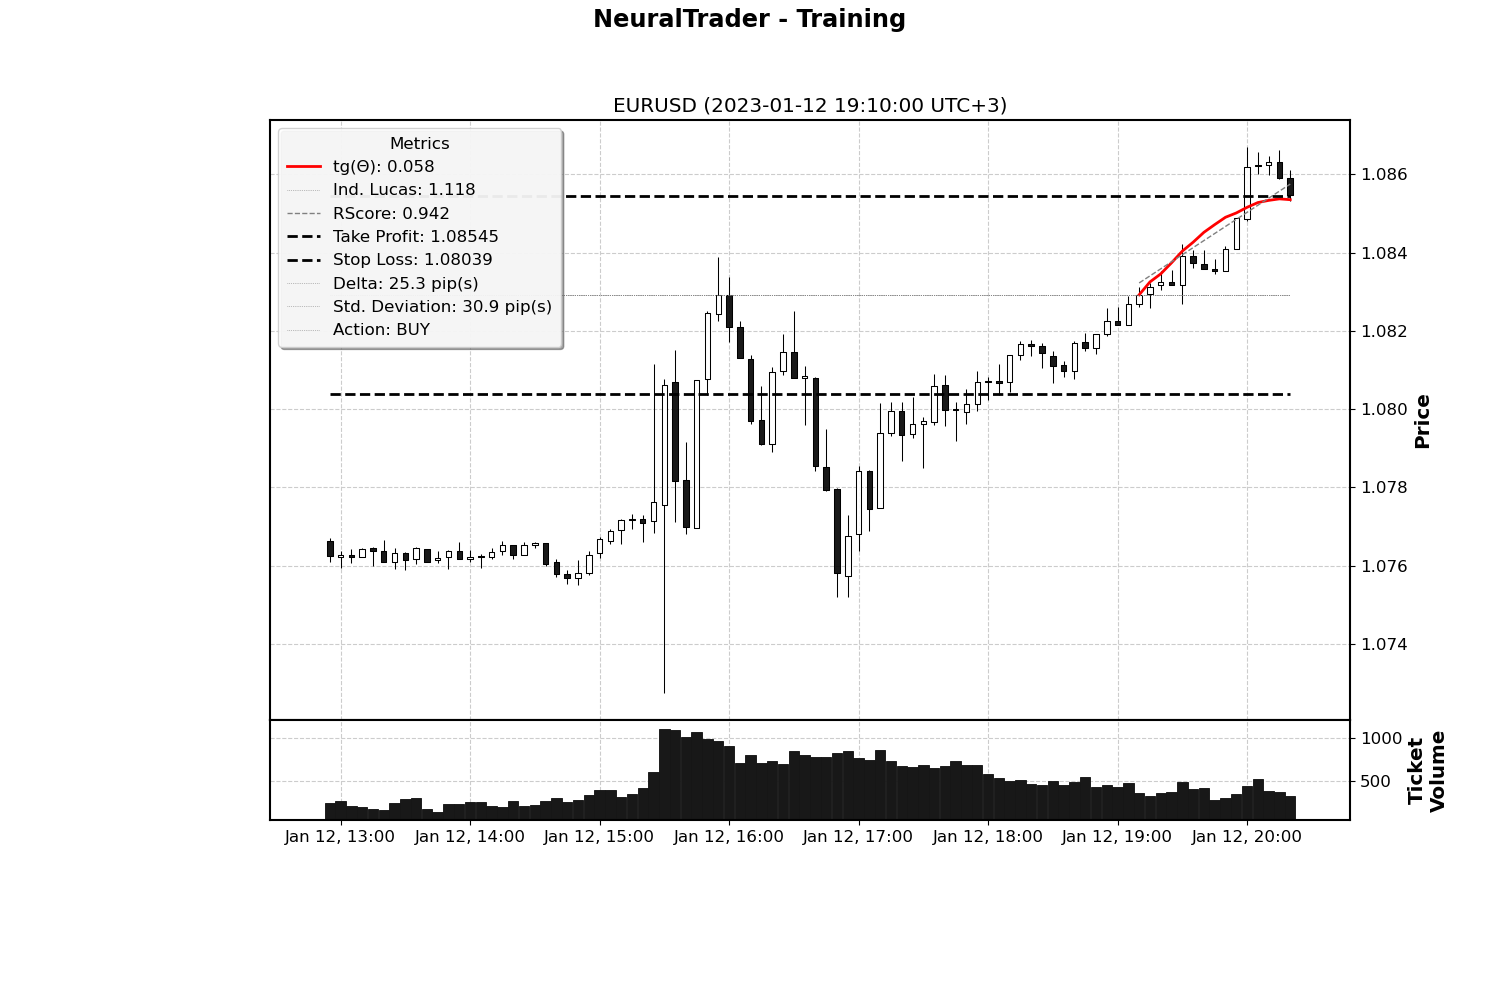 NeuralTrader - Training
EURUSD (2023-01-12 19:10:00 UTC+3)
Metrics
tg(Θ): 0.058
Ind. Lucas: 1.118
RScore: 0.942
Take Profit: 1.08545
Stop Loss: 1.08039
Delta: 25.3 pip(s)
Std. Deviation: 30.9 pip(s)
Action: BUY
1.086
1.084
1.082
1.080
1.078
1.076
1.074
Price
1000
500
Ticket
Volume
Jan 12, 13:00
Jan 12, 14:00
Jan 12, 15:00
Jan 12, 16:00
Jan 12, 17:00
Jan 12, 18:00
Jan 12, 19:00
Jan 12, 20:00